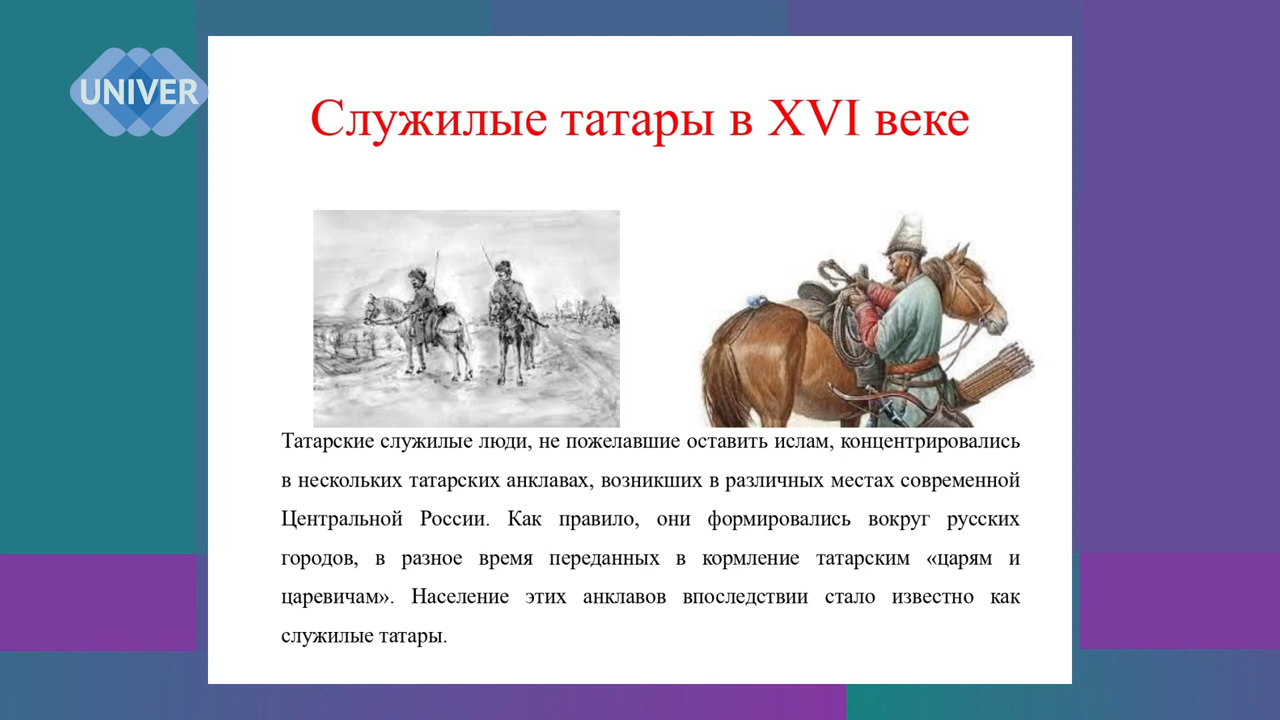 UNIVER
Служилые татары в XVI веке
Татарские служилые люди, не пожелавшие оставить ислам, концентрировались
в нескольких татарских анклавах, возникших в различных местах современной
Центральной России. Как правило, они формировались вокруг русских
городов, в разное время переданных в кормление татарским «царям и
царевичам». Население этих анклавов впоследствии стало известно как
служилые татары.